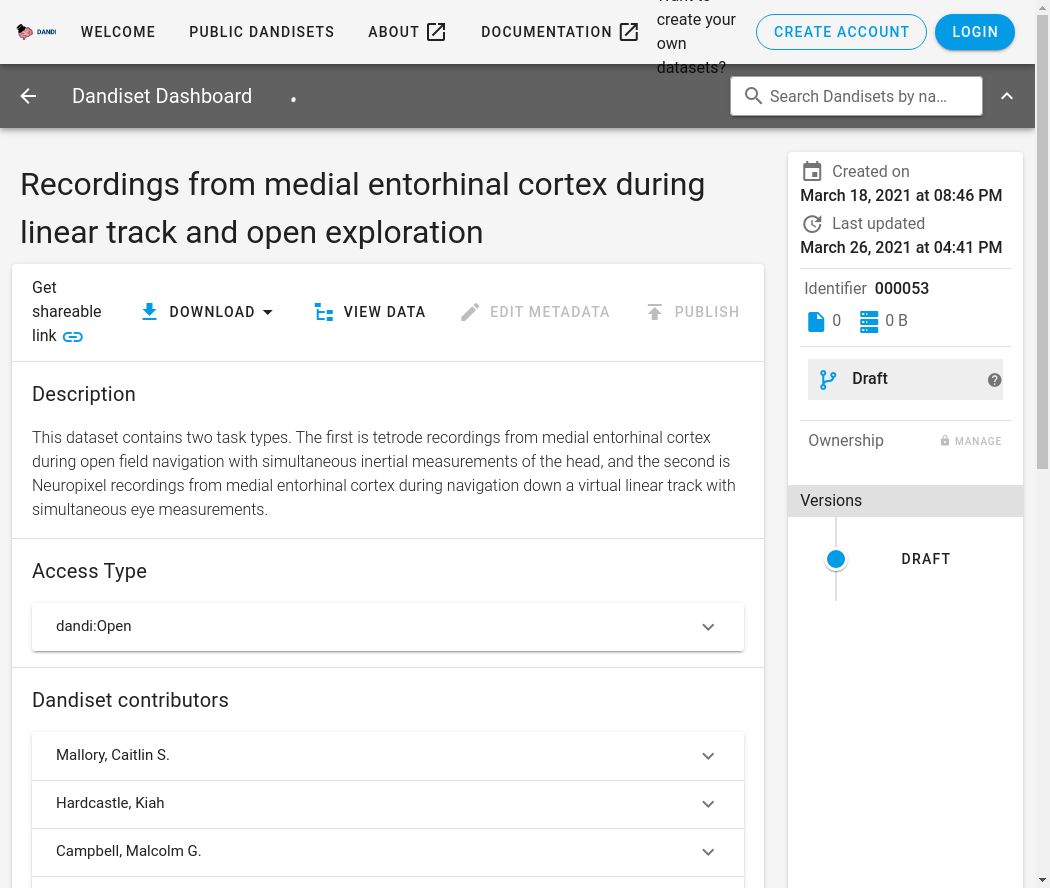 DANDI
WELCOME
PUBLIC DANDISETS
ABOUT
DOCUMENTATION
create your
own
datasets?
CREATE ACCOUNT
LOGIN
Dandiset Dashboard
Search Dandisets by na…
Recordings from medial entorhinal cortex during
linear track and open exploration
Get
shareable
link
DOWNLOAD
VIEW DATA
EDIT METADATA
PUBLISH
Description
This dataset contains two task types. The first is tetrode recordings from medial entorhinal cortex
during open field navigation with simultaneous inertial measurements of the head, and the second is
Neuropixel recordings from medial entorhinal cortex during navigation down a virtual linear track with
simultaneous eye measurements.
Access Type
dandi:Open
Dandiset contributors
Mallory, Caitlin S.
Hardcastle, Kiah
Campbell, Malcolm G.
Created on
March 18, 2021 at 08:46 PM
Last updated
March 26, 2021 at 04:41 PM
Identifier 000053
0 0 B
Draft
Ownership
MANAGE
Versions
DRAFT